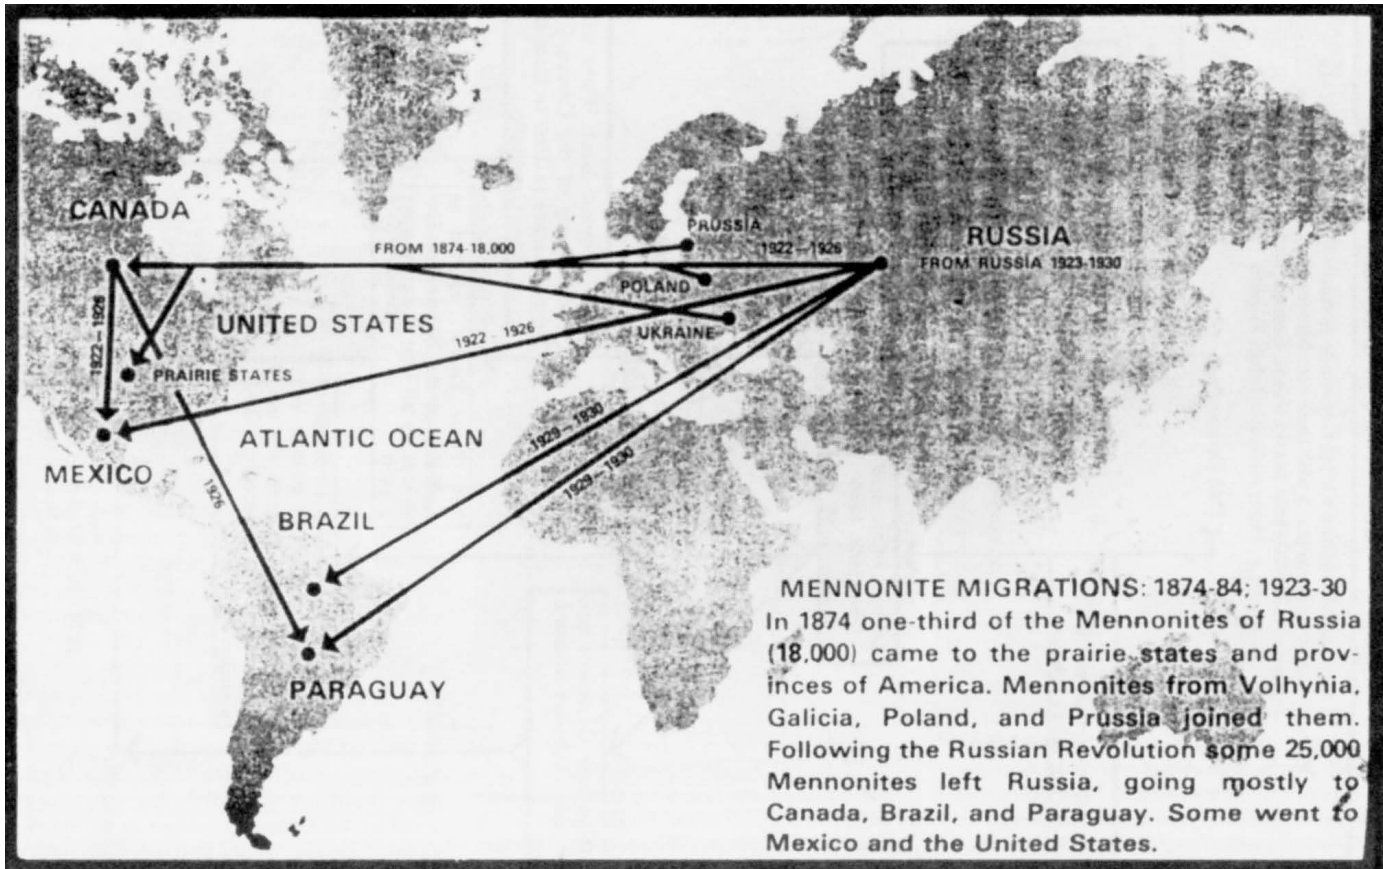 CANADA
PRUSSIA
FROM 1874-18,000
1922–1926
RUSSIA
FROM RUSSIA 1923-1930
POLAND
1922–1926
UNITED STATES
1922–1926
UKRAINE
PRAIRIE STATES
1929–1930
ATLANTIC OCEAN
MEXICO
1929–1930
1926
BRAZIL
PARAGUAY
MENNONITE MIGRATIONS: 1874-84; 1923-30
In 1874 one-third of the Mennonites of Russia
(18,000) came to the prairie states and prov-
inces of America. Mennonites from Volhynia,
Galicia, Poland, and Prussia joined them.
Following the Russian Revolution some 25,000
Mennonites left Russia, going mostly to
Canada, Brazil, and Paraguay. Some went to
Mexico and the United States.